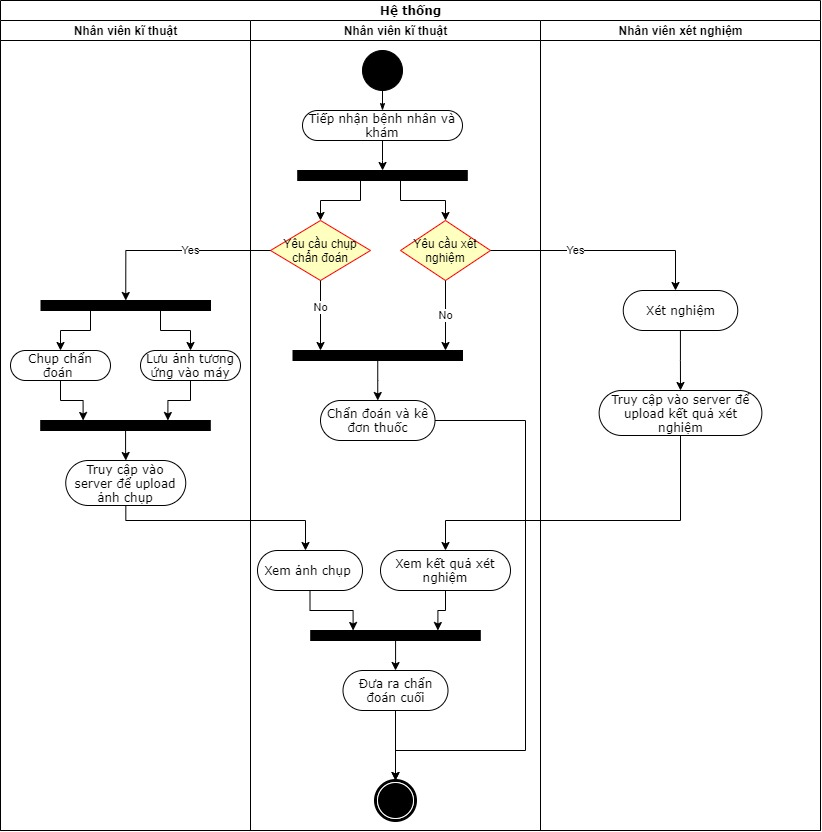 Hệ thống
Nhân viên kĩ thuật
Nhân viên kĩ thuật
Nhân viên xét nghiệm
Tiếp nhận bệnh nhân và
khám
Yêu cầu chụp
chẩn đoán
Yêu cầu xét
nghiệm
Yes
Yes
No
No
Xét nghiệm
Chụp chẩn
đoán
Lưu ảnh tương
ứng vào máy
Chẩn đoán và kê
đơn thuốc
Truy cập vào server để
upload kết quả xét
nghiệm
Truy cập vào
server để upload
ảnh chụp
Xem ảnh chụp
Xem kết quả xét
nghiệm
Đưa ra chẩn
đoán cuối